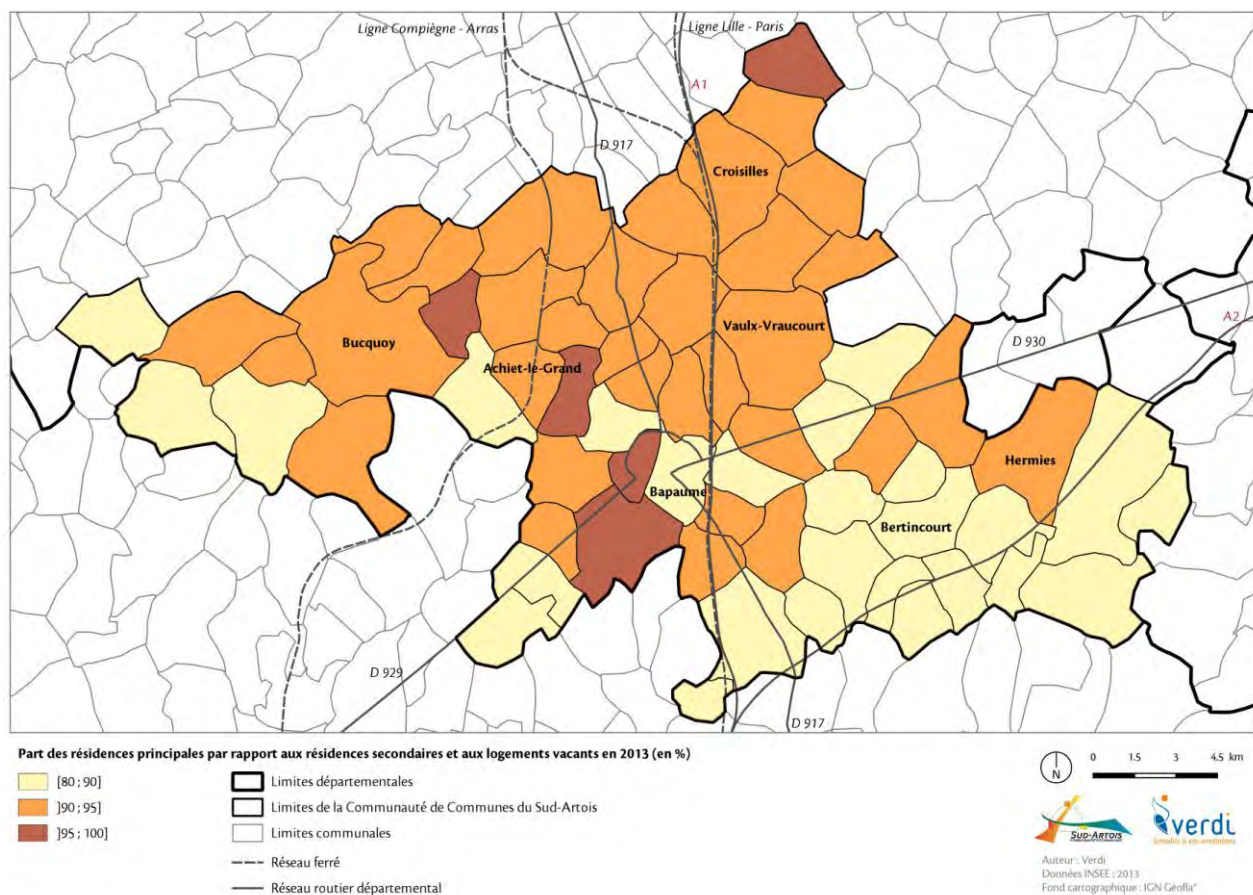 Ligne Compiègne - Arras
Ligne Lille - Paris
A1
D 917
Croisilles
Vaulx-Vraucourt
A2
D 930
Bucquoy
Achiet-le-Grand
Hermies
Bapaume
Bertincourt
D 929
D 917
Part des résidences principales par rapport aux résidences secondaires et aux logements vacants en 2013 (en %)
[80 ; 90]
]90 ; 95]
]95 ; 100]
Limites départementales
Limites de la Communauté de Communes du Sud-Artois
Limites communales
Réseau ferré
Réseau routier départemental
N
0 1.5 3 4.5 km
SUD-ARTOIS
verdi
Auteur : Verdi
Données INSEE : 2013
Fond cartographique : IGN Géofla®